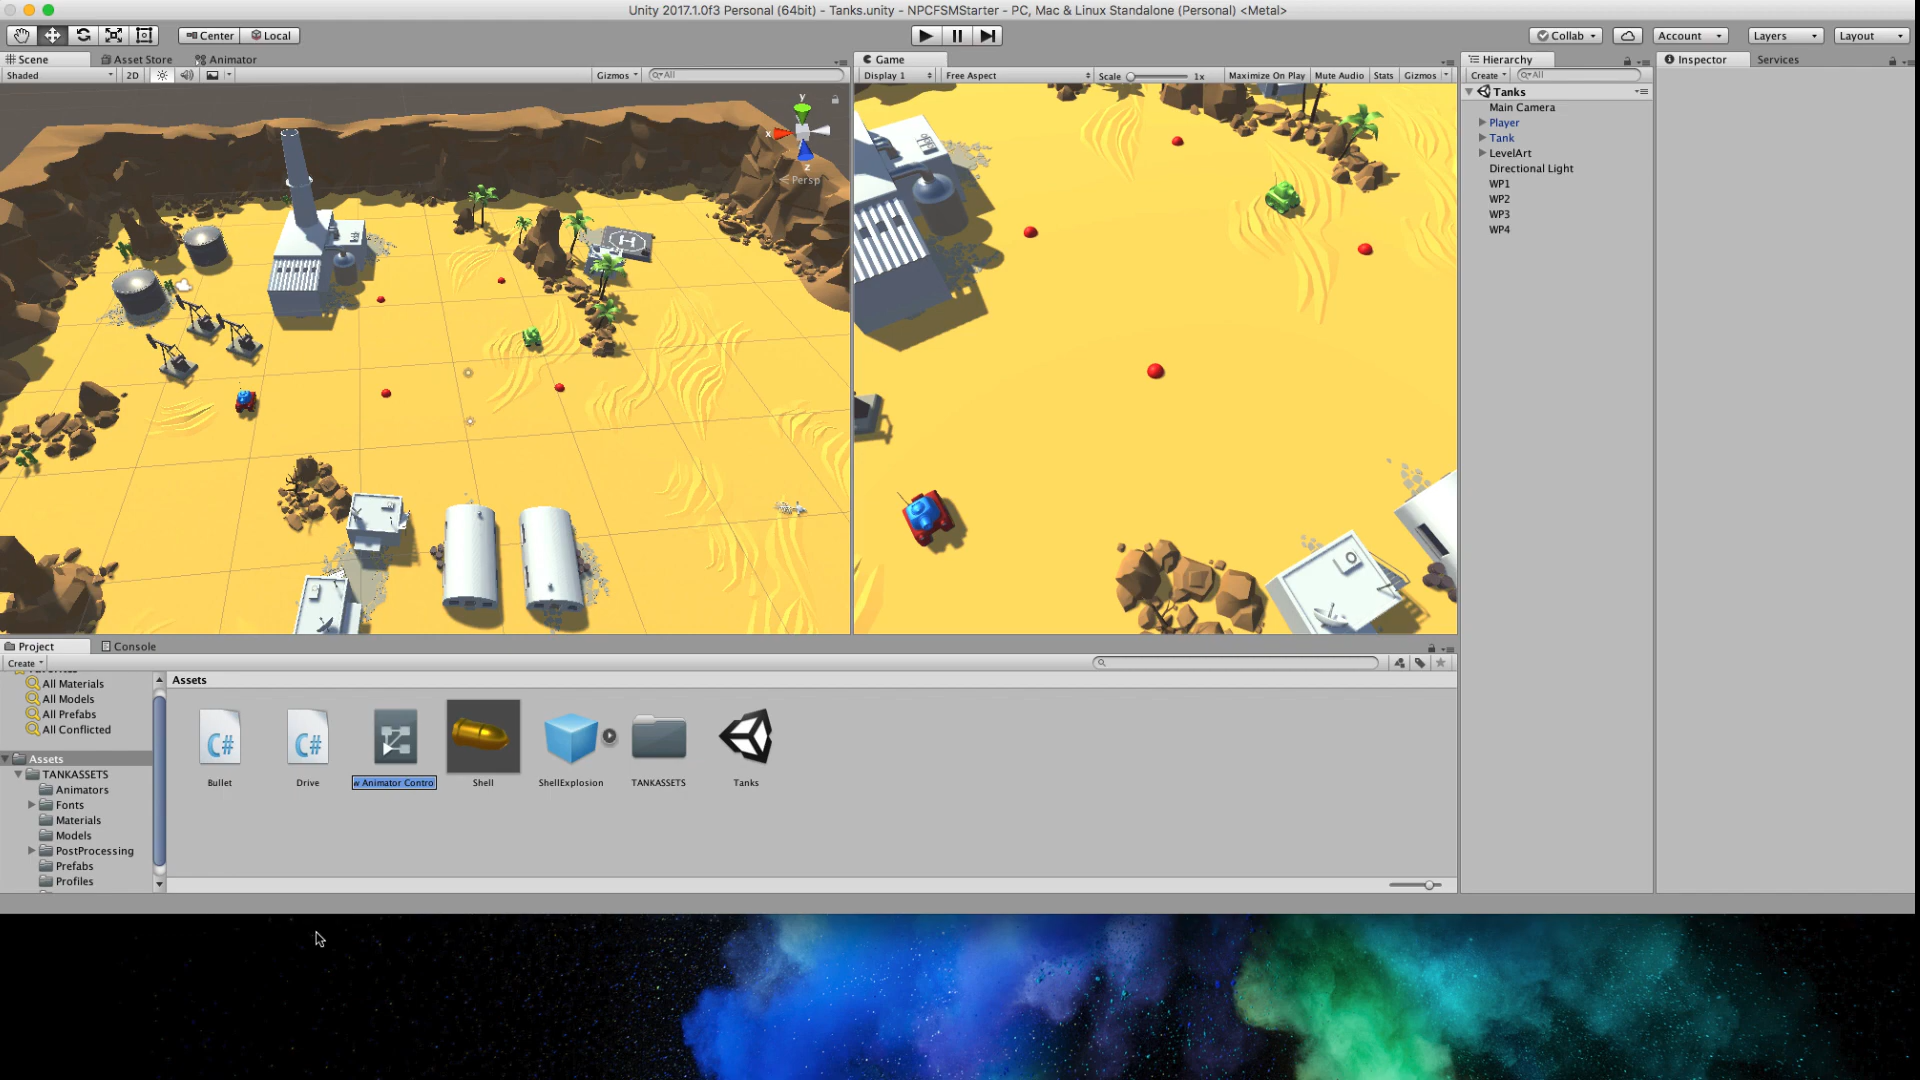 Unity 2017.1.0f3 Personal (64bit) - Tanks.unity - NPCFSMStarter - PC, Mac & Linux Standalone (Personal) <Metal>
Center Local
Collab Account Layers Layout
Scene Asset Store Animator
Shaded 2D Gizmos All
y
x
z
Persp
H
Game
Display 1 Free Aspect Scale 1x Maximize On Play Mute Audio Stats Gizmos
Hierarchy
Create All
Tanks
Main Camera
Player
Tank
LevelArt
Directional Light
WP1
WP2
WP3
WP4
Inspector Services
Project Console
Create
All Materials
All Models
All Prefabs
All Conflicted
Assets
TANKASSETS
Animators
Fonts
Materials
Models
PostProcessing
Prefabs
Profiles
Assets
C# C#
Bullet Drive w Animator Contro Shell ShellExplosion TANKASSETS Tanks